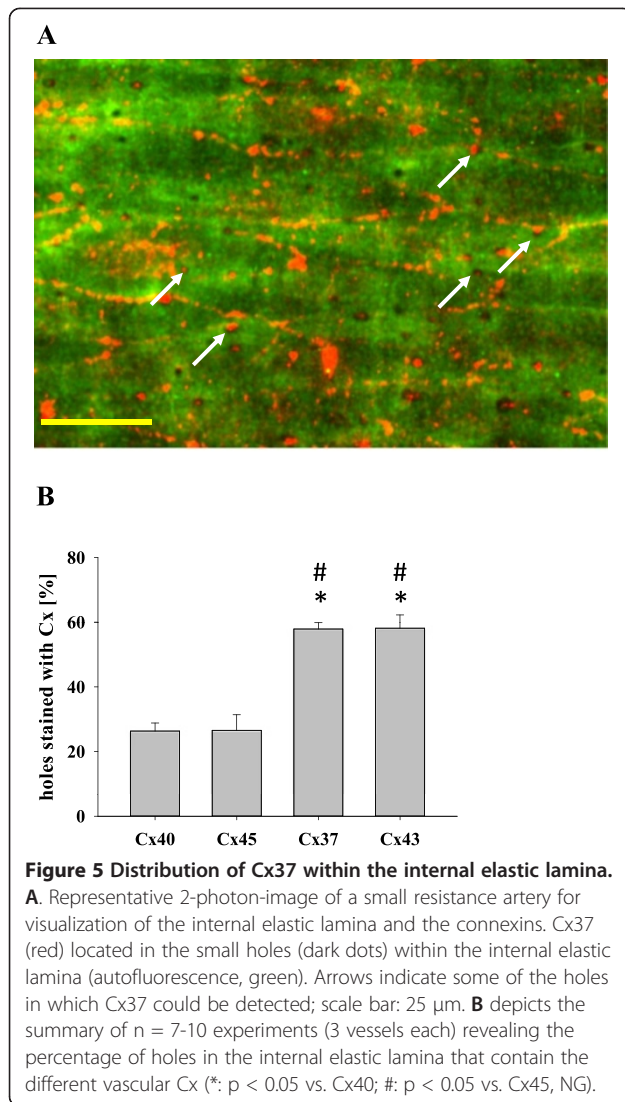 A
B
holes stained with Cx [%]
80
60
40
20
0
#
*
#
*
Cx40 Cx45 Cx37 Cx43
Figure 5 Distribution of Cx37 within the internal elastic lamina.
A. Representative 2-photon-image of a small resistance artery for
visualization of the internal elastic lamina and the connexins. Cx37
(red) located in the small holes (dark dots) within the internal elastic
lamina (autofluorescence, green). Arrows indicate some of the holes
in which Cx37 could be detected; scale bar: 25 μm. B depicts the
summary of n = 7-10 experiments (3 vessels each) revealing the
percentage of holes in the internal elastic lamina that contain the
different vascular Cx (*: p < 0.05 vs. Cx40; #: p < 0.05 vs. Cx45, NG).